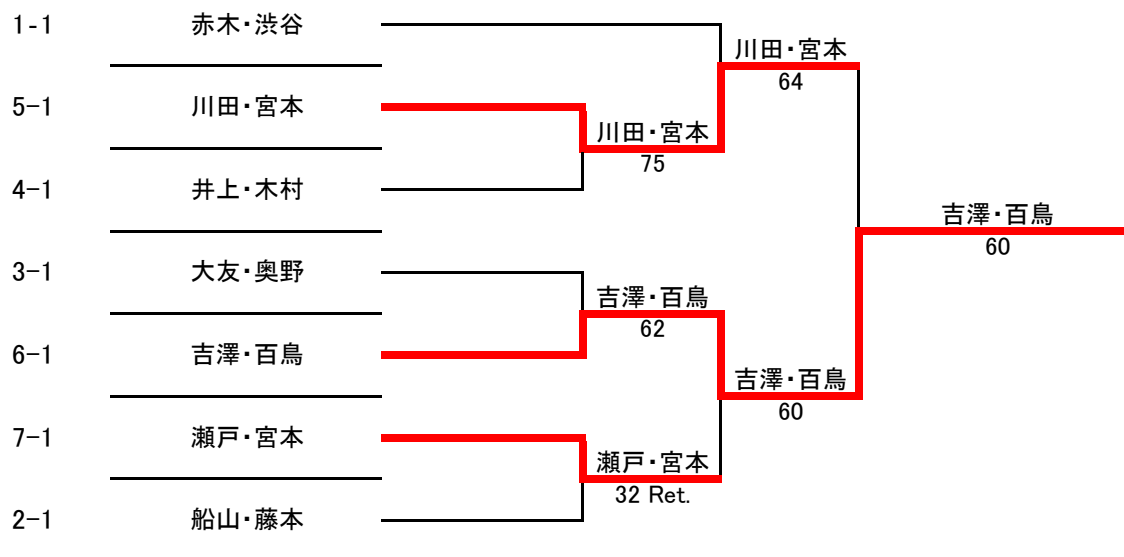 1-1 赤木・渋谷
川田・宮本
64
5-1 川田・宮本
川田・宮本
75
4-1 井上・木村
吉澤・百鳥
60
3-1 大友・奥野
吉澤・百鳥
62
6-1 吉澤・百鳥
吉澤・百鳥
60
7-1 瀬戸・宮本
瀬戸・宮本
32 Ret.
2-1 船山・藤本